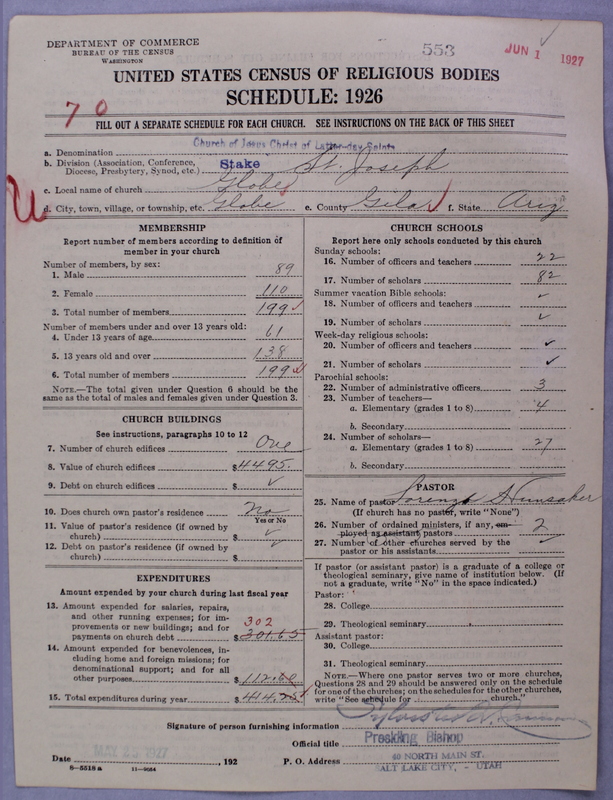 DEPARTMENT OF COMMERCE
BUREAU OF THE CENSUS
WASHINGTON
553
JUN 1 1927
UNITED STATES CENSUS OF RELIGIOUS BODIES
SCHEDULE: 1926
70
FILL OUT A SEPARATE SCHEDULE FOR EACH CHURCH. SEE INSTRUCTIONS ON THE BACK OF THIS SHEET
a. Denomination Church of Jesus Christ of Latter-day Saints
b. Division (Association, Conference, Diocese, Presbytery, Synod, etc.) Stake St. Joseph
c. Local name of church Globe
d. City, town, village, or township, etc. Globe e. County Gila f. State Ariz
MEMBERSHIP
Report number of members according to definition of
member in your church
Number of members, by sex:
1. Male 89
2. Female 110
3. Total number of members 199
Number of members under and over 13 years old:
4. Under 13 years of age 61
5. 13 years old and over 138
6. Total number of members 199
NOTE.—The total given under Question 6 should be the
same as the total of males and females given under Question 3.
CHURCH BUILDINGS
See instructions, paragraphs 10 to 12
7. Number of church edifices One
8. Value of church edifices $4495.
9. Debt on church edifices $ ✓
10. Does church own pastor's residence No
Yes or No
11. Value of pastor's residence (if owned by
church) $ ✓
12. Debt on pastor's residence (if owned by
church) $ ✓
EXPENDITURES
Amount expended by your church during last fiscal year
13. Amount expended for salaries, repairs,
and other running expenses; for im-
provements or new buildings; and for 302
payments on church debt $301.65
14. Amount expended for benevolences, in-
cluding home and foreign missions; for
denominational support; and for all
other purposes $112.60
15. Total expenditures during year $414.25
CHURCH SCHOOLS
Report here only schools conducted by this church
Sunday schools:
16. Number of officers and teachers 22
17. Number of scholars 82
Summer vacation Bible schools:
18. Number of officers and teachers ✓
19. Number of scholars ✓
Week-day religious schools:
20. Number of officers and teachers ✓
21. Number of scholars ✓
Parochial schools:
22. Number of administrative officers 3
23. Number of teachers—
a. Elementary (grades 1 to 8) 4
b. Secondary
24. Number of scholars—
a. Elementary (grades 1 to 8) 27
b. Secondary
PASTOR
25. Name of pastor Lorenzo Hunsaker
(If church has no pastor, write "None")
26. Number of ordained ministers, if any, em-
ployed as assistant pastors 2
27. Number of other churches served by the
pastor or his assistants ✓
If pastor (or assistant pastor) is a graduate of a college or
theological seminary, give name of institution below. (If
not a graduate, write "No" in the space indicated.)
Pastor:
28. College
29. Theological seminary
Assistant pastor:
30. College
31. Theological seminary
NOTE.—Where one pastor serves two or more churches,
Questions 28 and 29 should be answered only on the schedule
for one of the churches; on the schedules for the other churches,
write "See schedule for church."
Signature of person furnishing information Sylvester Q. Cannon
Official title Presiding Bishop
Date MAY 25 1927, 192 P. O. Address 40 NORTH MAIN ST.
8—5518 a 11—9054 SALT LAKE CITY, - UTAH